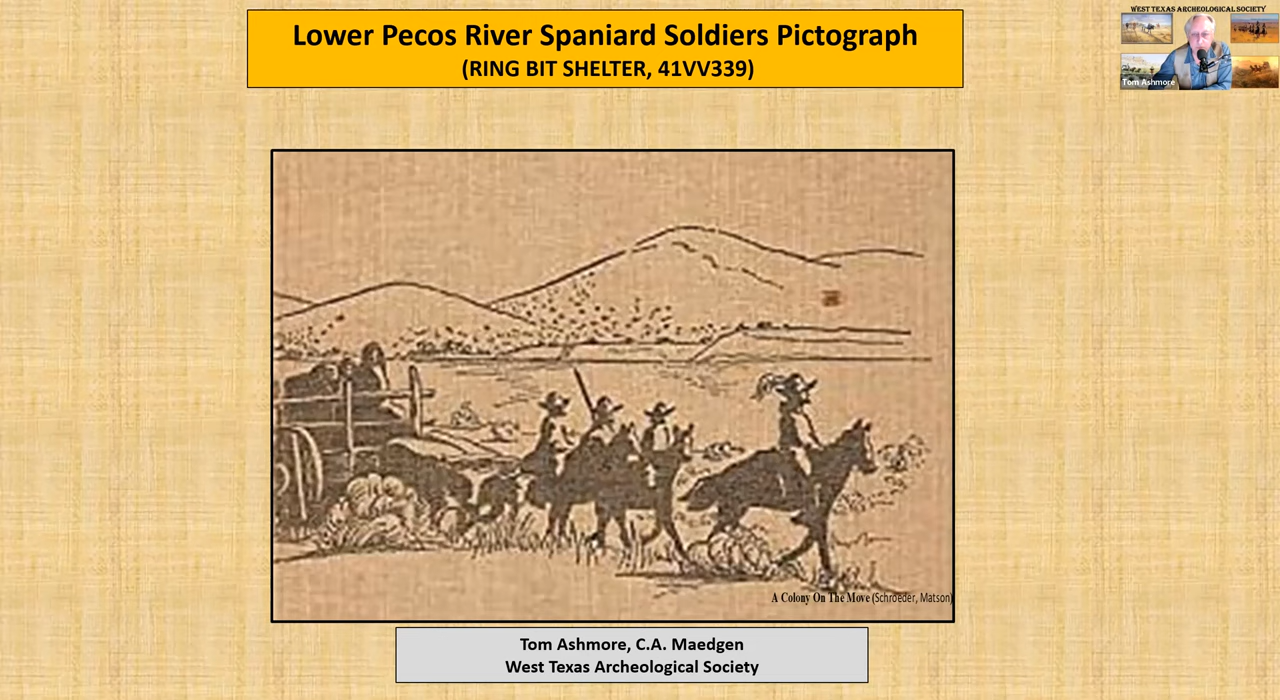 Lower Pecos River Spaniard Soldiers Pictograph
(RING BIT SHELTER, 41VV339)
WEST TEXAS ARCHEOLOGICAL SOCIETY
Tom Ashmore
A Colony On The Move (Schroeder, Matson)
Tom Ashmore, C.A. Maedgen
West Texas Archeological Society